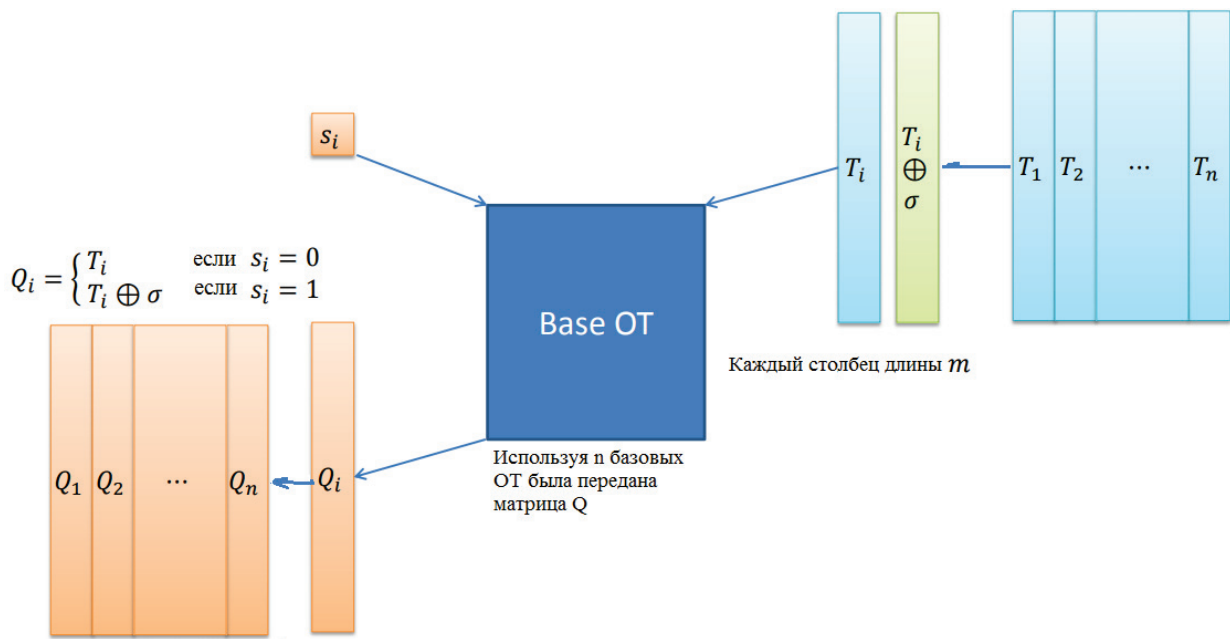 s_i
T_i
T_i
⊕
σ
T_1 T_2 ⋯ T_n
Q_i = { T_i если s_i = 0
T_i ⊕ σ если s_i = 1
Base OT
Каждый столбец длины m
Используя n базовых
ОТ была передана
матрица Q
Q_1 Q_2 ⋯ Q_n
Q_i